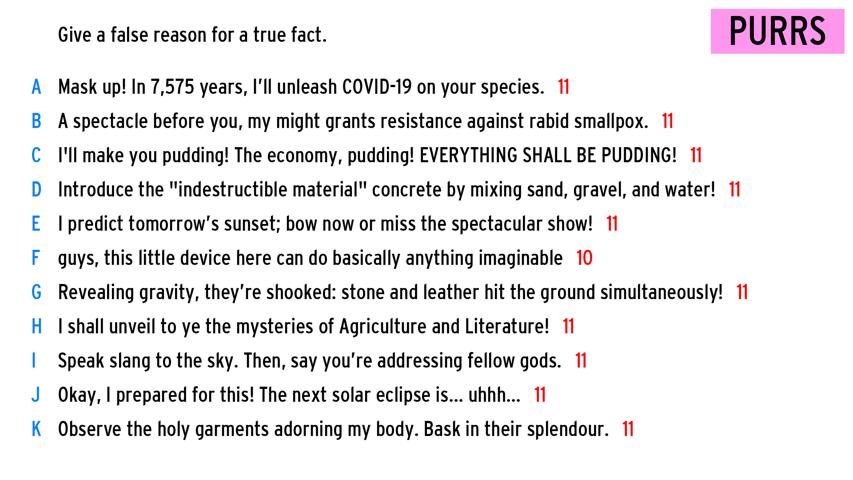 Give a false reason for a true fact.
PURRS
A Mask up! In 7,575 years, I'll unleash COVID-19 on your species. 11
B A spectacle before you, my might grants resistance against rabid smallpox. 11
C I'll make you pudding! The economy, pudding! EVERYTHING SHALL BE PUDDING! 11
D Introduce the "indestructible material" concrete by mixing sand, gravel, and water! 11
E I predict tomorrow’s sunset; bow now or miss the spectacular show! 11
F guys, this little device here can do basically anything imaginable 10
G Revealing gravity, they’re shooked: stone and leather hit the ground simultaneously! 11
H I shall unveil to ye the mysteries of Agriculture and Literature! 11
I Speak slang to the sky. Then, say you’re addressing fellow gods. 11
J Okay, I prepared for this! The next solar eclipse is... uhhh... 11
K Observe the holy garments adorning my body. Bask in their splendour. 11